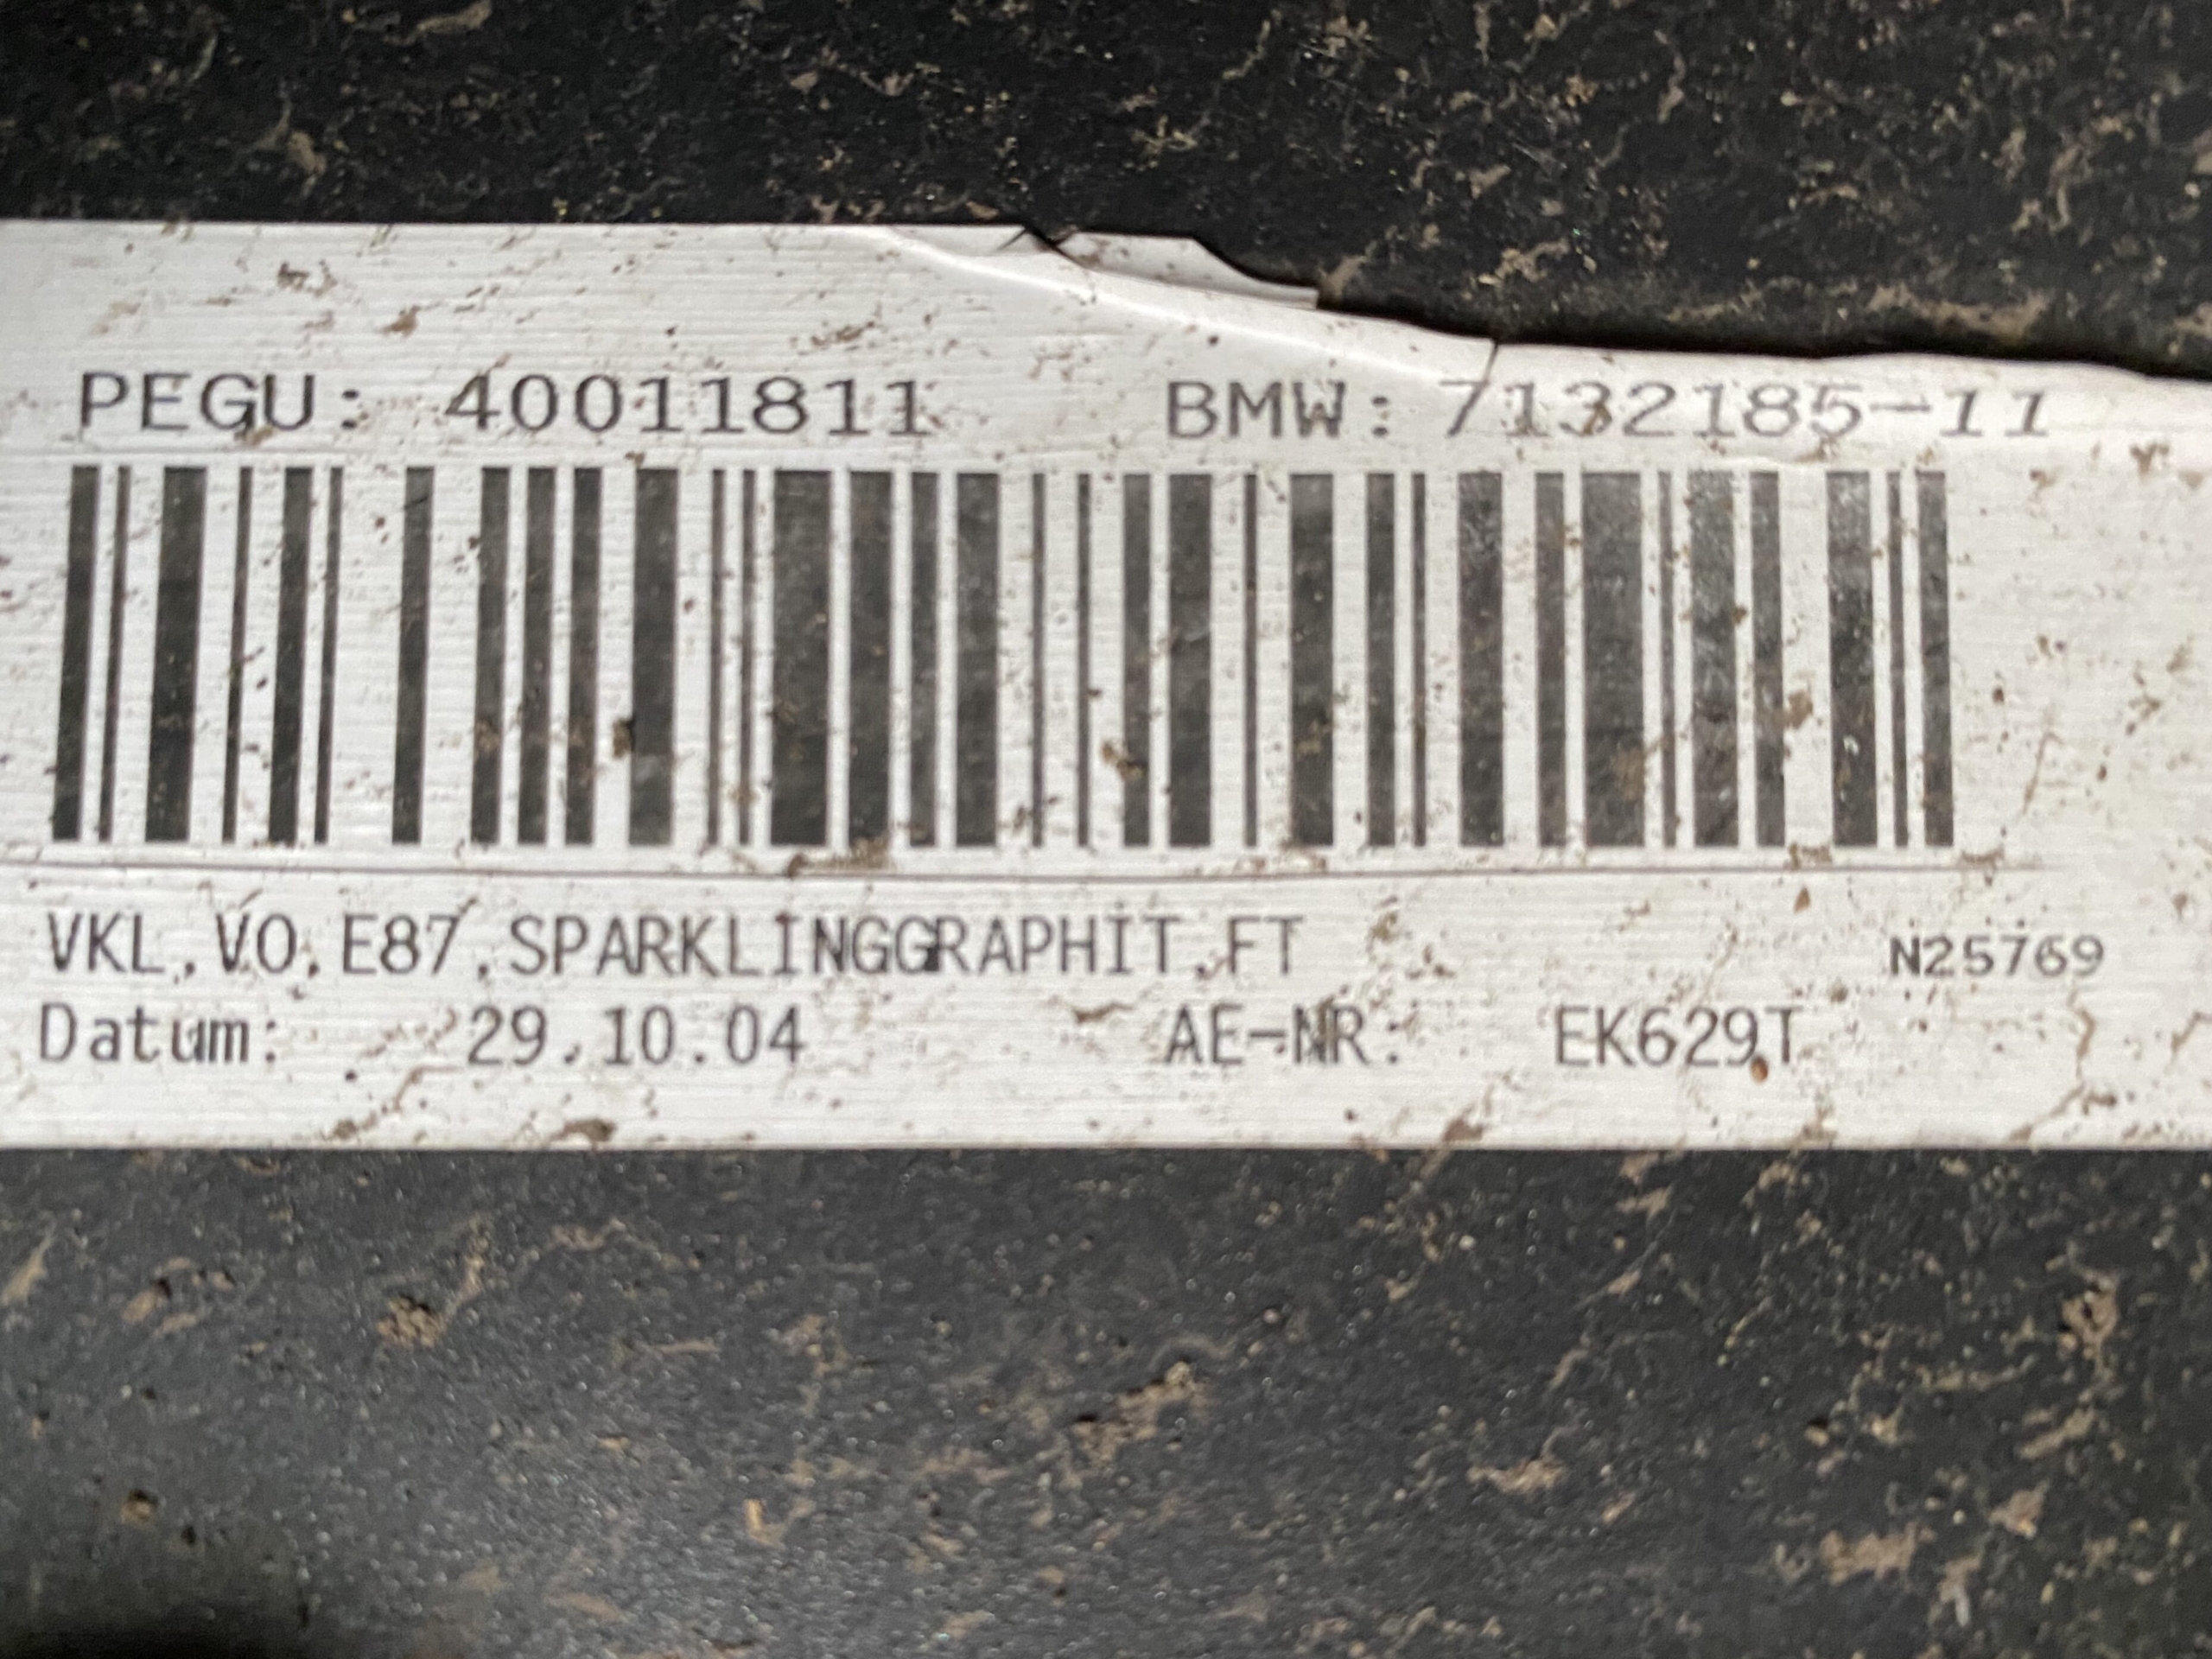 PEGU: 40011811 BMW: 7132185-11
VKL.VO.E87.SPARKLINGGRAPHIT.FT N25769
Datum: 29.10.04 AE-NR: EK629T